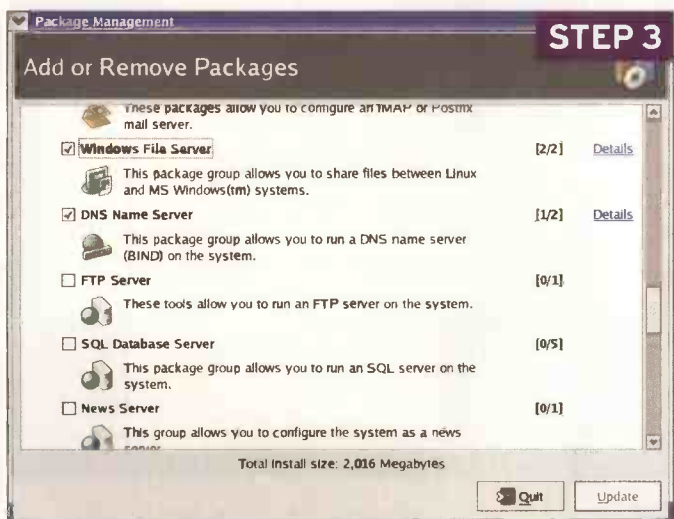 Package Management
STEP 3
Add or Remove Packages
These packages allow you to configure an IMAP or Postfix
mail server.
Windows File Server [2/2] Details
This package group allows you to share files between Linux
and MS Windows(tm) systems.
DNS Name Server [1/2] Details
This package group allows you to run a DNS name server
(BIND) on the system.
FTP Server [0/1]
These tools allow you to run an FTP server on the system.
SQL Database Server [0/5]
This package group allows you to run an SQL server on the
system.
News Server [0/1]
This group allows you to configure the system as a news
server.
Total install size: 2,016 Megabytes
Quit
Update